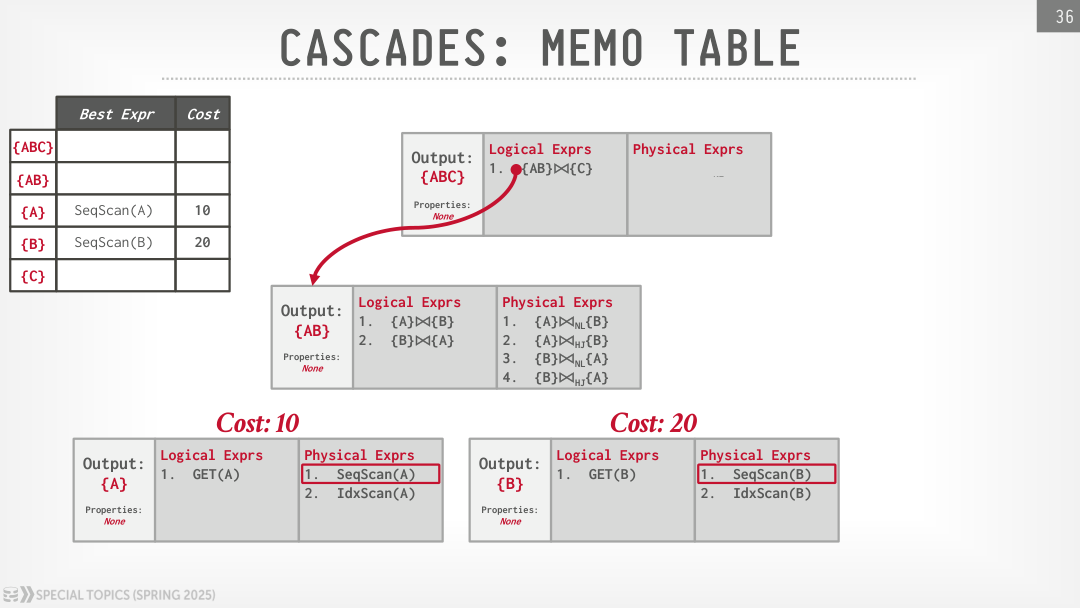 36
CASCADES: MEMO TABLE
Best Expr Cost
{ABC}
{AB}
{A} SeqScan(A) 10
{B} SeqScan(B) 20
{C}
Output:
{ABC}
Properties:
None
Logical Exprs
1. {AB}⋈{C}
Physical Exprs
Output:
{AB}
Properties:
None
Logical Exprs
1. {A}⋈{B}
2. {B}⋈{A}
Physical Exprs
1. {A}⋈NL{B}
2. {A}⋈HJ{B}
3. {B}⋈NL{A}
4. {B}⋈HJ{A}
Cost: 10
Output:
{A}
Properties:
None
Logical Exprs
1. GET(A)
Physical Exprs
1. SeqScan(A)
2. IdxScan(A)
Cost: 20
Output:
{B}
Properties:
None
Logical Exprs
1. GET(B)
Physical Exprs
1. SeqScan(B)
2. IdxScan(B)
SPECIAL TOPICS (SPRING 2025)